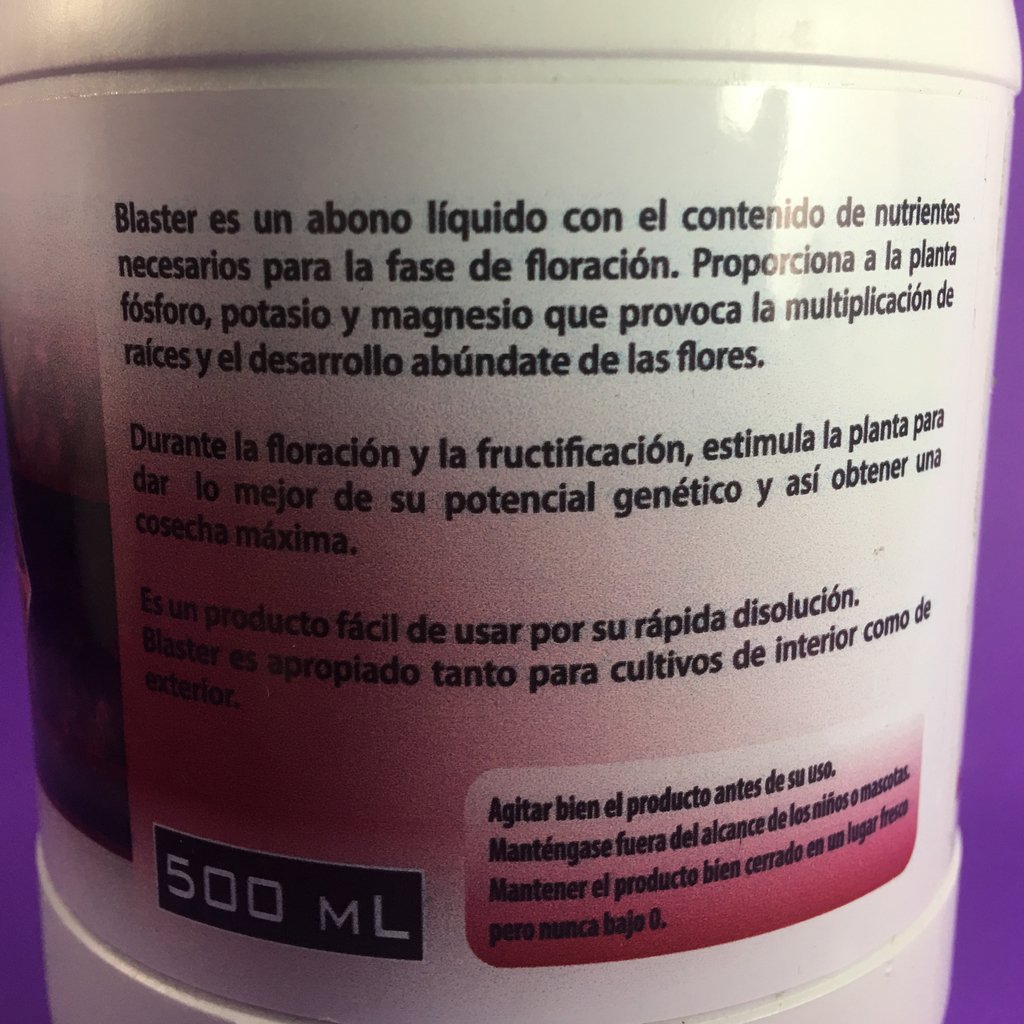 Blaster es un abono líquido con el contenido de nutrientes
necesarios para la fase de floración. Proporciona a la planta
fósforo, potasio y magnesio que provoca la multiplicación de
raíces y el desarrollo abúndate de las flores.
Durante la floración y la fructificación, estimula la planta para
dar lo mejor de su potencial genético y así obtener una
cosecha máxima.
Es un producto fácil de usar por su rápida disolución.
Blaster es apropiado tanto para cultivos de interior como de
exterior.
Agitar bien el producto antes de su uso.
Manténgase fuera del alcance de los niños o mascotas.
Mantener el producto bien cerrado en un lugar fresco
pero nunca bajo 0.
500 ML